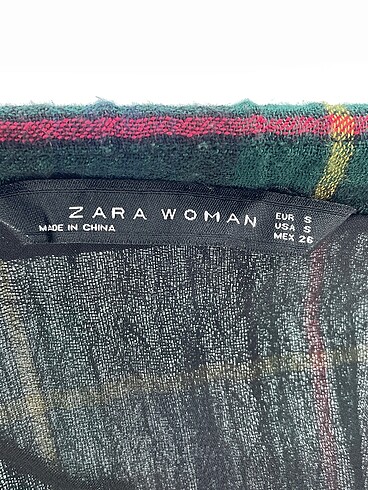 ZARA WOMAN
MADE IN CHINA
EUR S
USA S
MEX 26